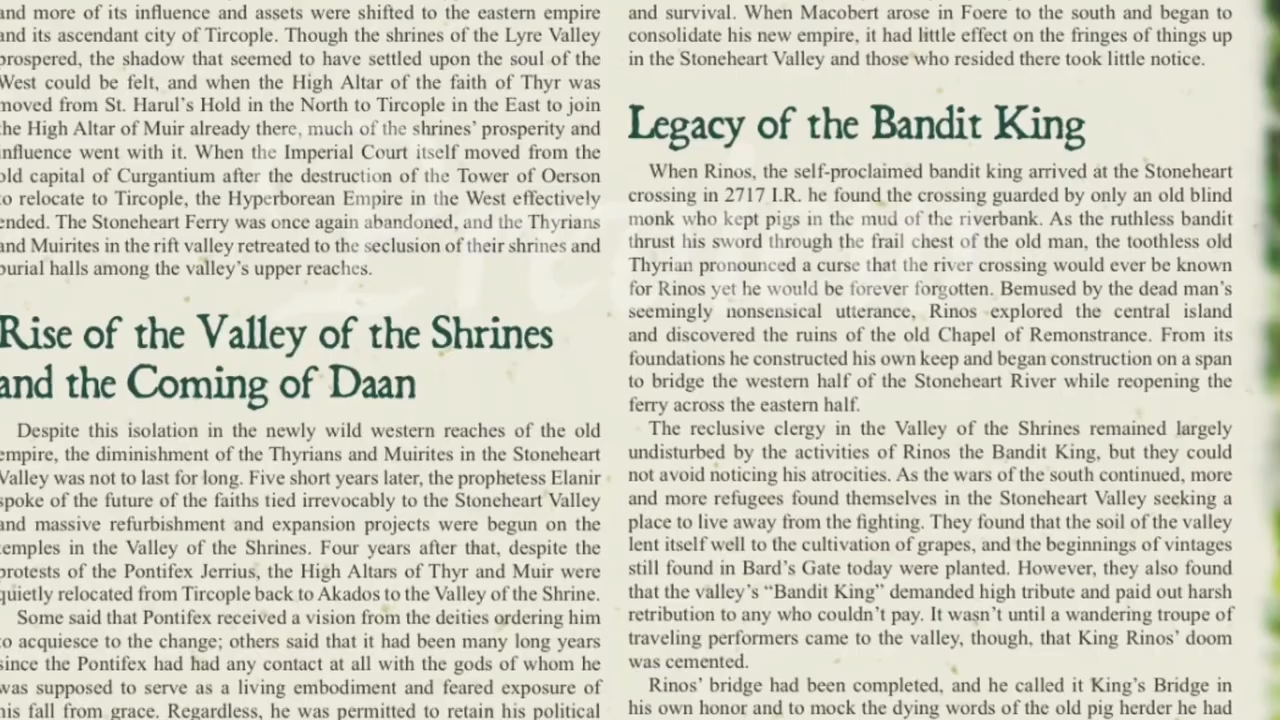 and more of its influence and assets were shifted to the eastern empire
and its ascendant city of Tircople. Though the shrines of the Lyre Valley
prospered, the shadow that seemed to have settled upon the soul of the
West could be felt, and when the High Altar of the faith of Thyr was
moved from St. Harul's Hold in the North to Tircople in the East to join
the High Altar of Muir already there, much of the shrines' prosperity and
influence went with it. When the Imperial Court itself moved from the
old capital of Curgantium after the destruction of the Tower of Oerson
to relocate to Tircople, the Hyperborean Empire in the West effectively
ended. The Stoneheart Ferry was once again abandoned, and the Thyrians
and Muirites in the rift valley retreated to the seclusion of their shrines and
burial halls among the valley's upper reaches.
Rise of the Valley of the Shrines
and the Coming of Daan
Despite this isolation in the newly wild western reaches of the old
empire, the diminishment of the Thyrians and Muirites in the Stoneheart
Valley was not to last for long. Five short years later, the prophetess Elanir
spoke of the future of the faiths tied irrevocably to the Stoneheart Valley
and massive refurbishment and expansion projects were begun on the
temples in the Valley of the Shrines. Four years after that, despite the
protests of the Pontifex Jerrius, the High Altars of Thyr and Muir were
quietly relocated from Tircople back to Akados to the Valley of the Shrine.
Some said that Pontifex received a vision from the deities ordering him
to acquiesce to the change; others said that it had been many long years
since the Pontifex had had any contact at all with the gods of whom he
was supposed to serve as a living embodiment and feared exposure of
his fall from grace. Regardless, he was permitted to retain his political
and survival. When Macobert arose in Foere to the south and began to
consolidate his new empire, it had little effect on the fringes of things up
in the Stoneheart Valley and those who resided there took little notice.
Legacy of the Bandit King
When Rinos, the self-proclaimed bandit king arrived at the Stoneheart
crossing in 2717 I.R. he found the crossing guarded by only an old blind
monk who kept pigs in the mud of the riverbank. As the ruthless bandit
thrust his sword through the frail chest of the old man, the toothless old
Thyrian pronounced a curse that the river crossing would ever be known
for Rinos yet he would be forever forgotten. Bemused by the dead man's
seemingly nonsensical utterance, Rinos explored the central island
and discovered the ruins of the old Chapel of Remonstrance. From its
foundations he constructed his own keep and began construction on a span
to bridge the western half of the Stoneheart River while reopening the
ferry across the eastern half.
The reclusive clergy in the Valley of the Shrines remained largely
undisturbed by the activities of Rinos the Bandit King, but they could
not avoid noticing his atrocities. As the wars of the south continued, more
and more refugees found themselves in the Stoneheart Valley seeking a
place to live away from the fighting. They found that the soil of the valley
lent itself well to the cultivation of grapes, and the beginnings of vintages
still found in Bard's Gate today were planted. However, they also found
that the valley's “Bandit King” demanded high tribute and paid out harsh
retribution to any who couldn't pay. It wasn't until a wandering troupe of
traveling performers came to the valley, though, that King Rinos' doom
was cemented.
Rinos' bridge had been completed, and he called it King's Bridge in
his own honor and to mock the dying words of the old pig herder he had